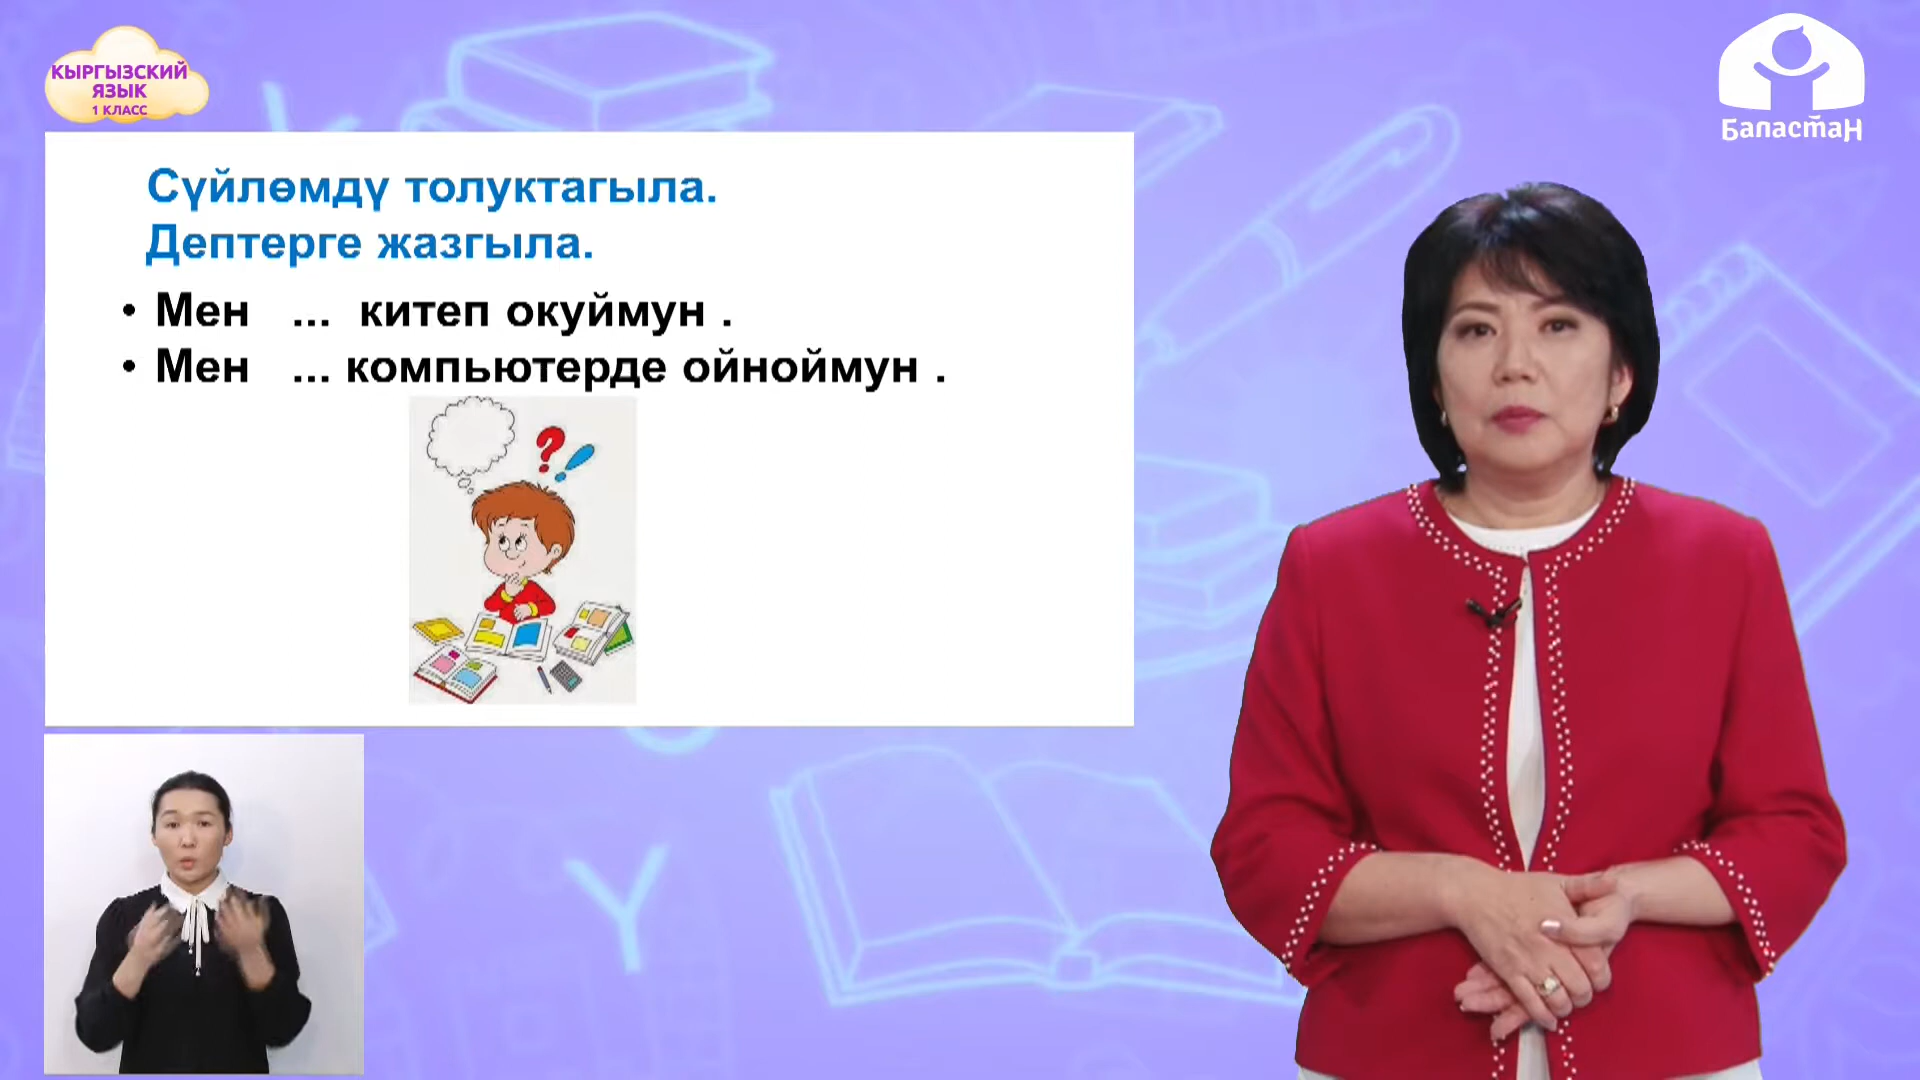 КЫРГЫЗСКИЙ
ЯЗЫК
1 КЛАСС
Баластан
Сүйлөмдү толуктагыла.
Дептерге жазгыла.
• Мен ... китеп окуймун .
• Мен ... компьютерде ойноймун .